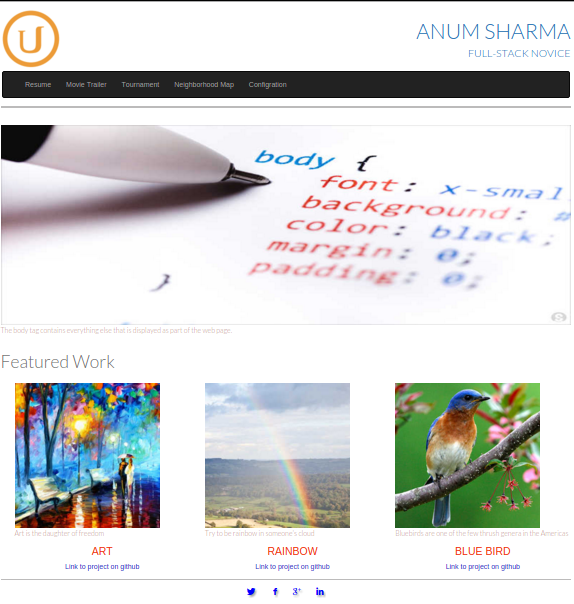 U
ANUM SHARMA
FULL-STACK NOVICE
Resume Movie Trailer Tournament Neighborhood Map Configration
body {
font: x-smal
background: #
color: black;
margin: 0;
padding: 0;
}
S
The body tag contains everything else that is displayed as part of the web page.
Featured Work
Art is the daughter of freedom Try to be rainbow in someone's cloud Bluebirds are one of the few thrush genera in the Americas
ART RAINBOW BLUE BIRD
Link to project on github Link to project on github Link to project on github
f g+ in